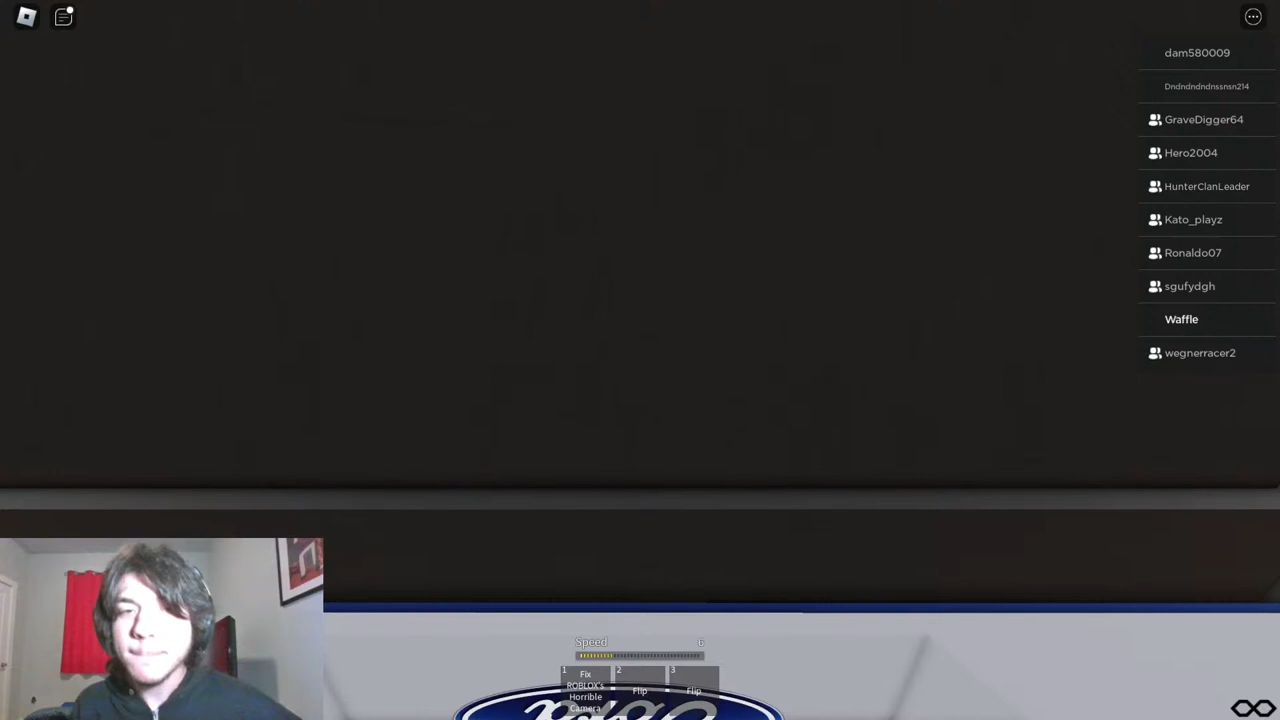 dam580009
Dndndndndnssnsn214
GraveDigger64
Hero2004
HunterClanLeader
Kato_playz
Ronaldo07
sgufydgh
Waffle
wegnerracer2
Speed 6
1 2 3
Fix
ROBLOX's
Horrible
Camera
Flip Flip